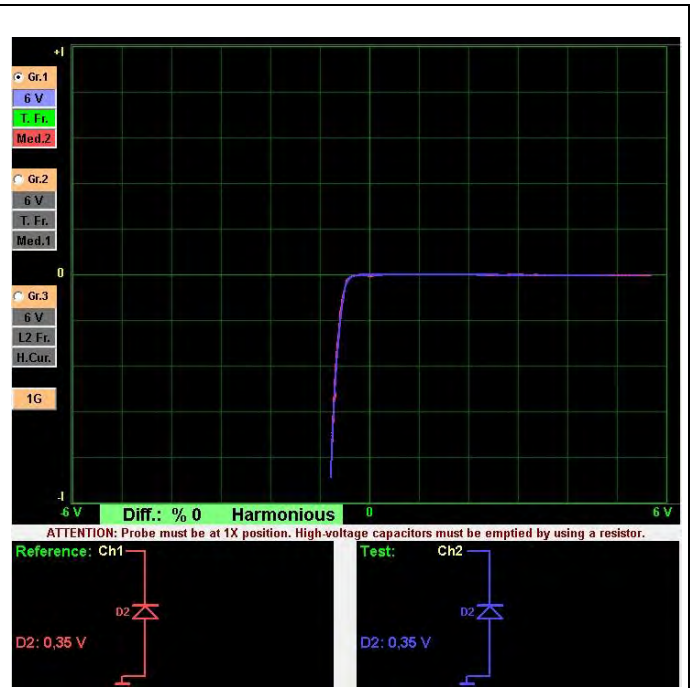 +I
Gr.1
6 V
T. Fr.
Med.2
Gr.2
6 V
T. Fr.
Med.1
0
Gr.3
6 V
L2 Fr.
H.Cur.
1G
-I
-6 V 0 6 V
Diff.: % 0 Harmonious
ATTENTION: Probe must be at 1X position. High-voltage capacitors must be emptied by using a resistor.
Reference: Ch1
D2
D2: 0,35 V
Test: Ch2
D2
D2: 0,35 V